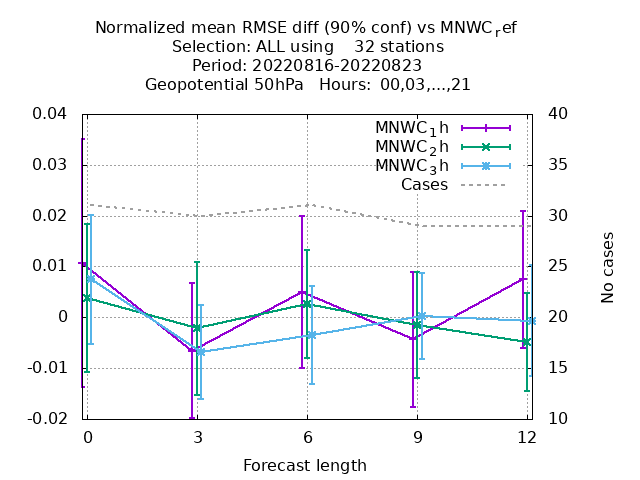 Normalized mean RMSE diff (90% conf) vs MNWC_ref
Selection: ALL using    32 stations
Period: 20220816-20220823
Geopotential 50hPa   Hours: 00,03,...,21
MNWC_1h
MNWC_2h
MNWC_3h
Cases
0.04
0.03
0.02
0.01
0
-0.01
-0.02
40
35
30
25
20
15
10
No cases
0 3 6 9 12
Forecast length